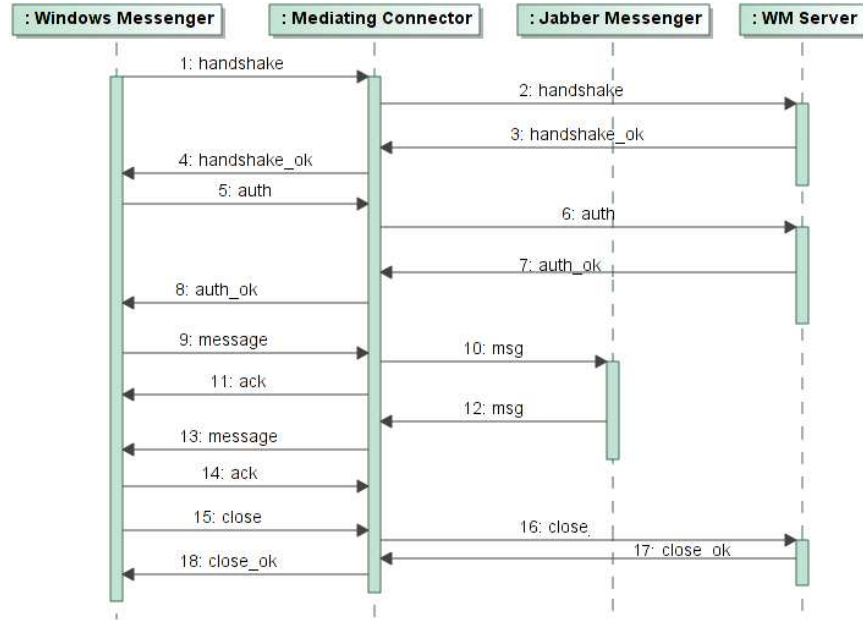 : Windows Messenger
: Mediating Connector
: Jabber Messenger
: WM Server
1: handshake
2: handshake
3: handshake_ok
4: handshake_ok
5: auth
6: auth
7: auth_ok
8: auth_ok
9: message
10: msg
11: ack
12: msg
13: message
14: ack
15: close
16: close
17: close_ok
18: close_ok